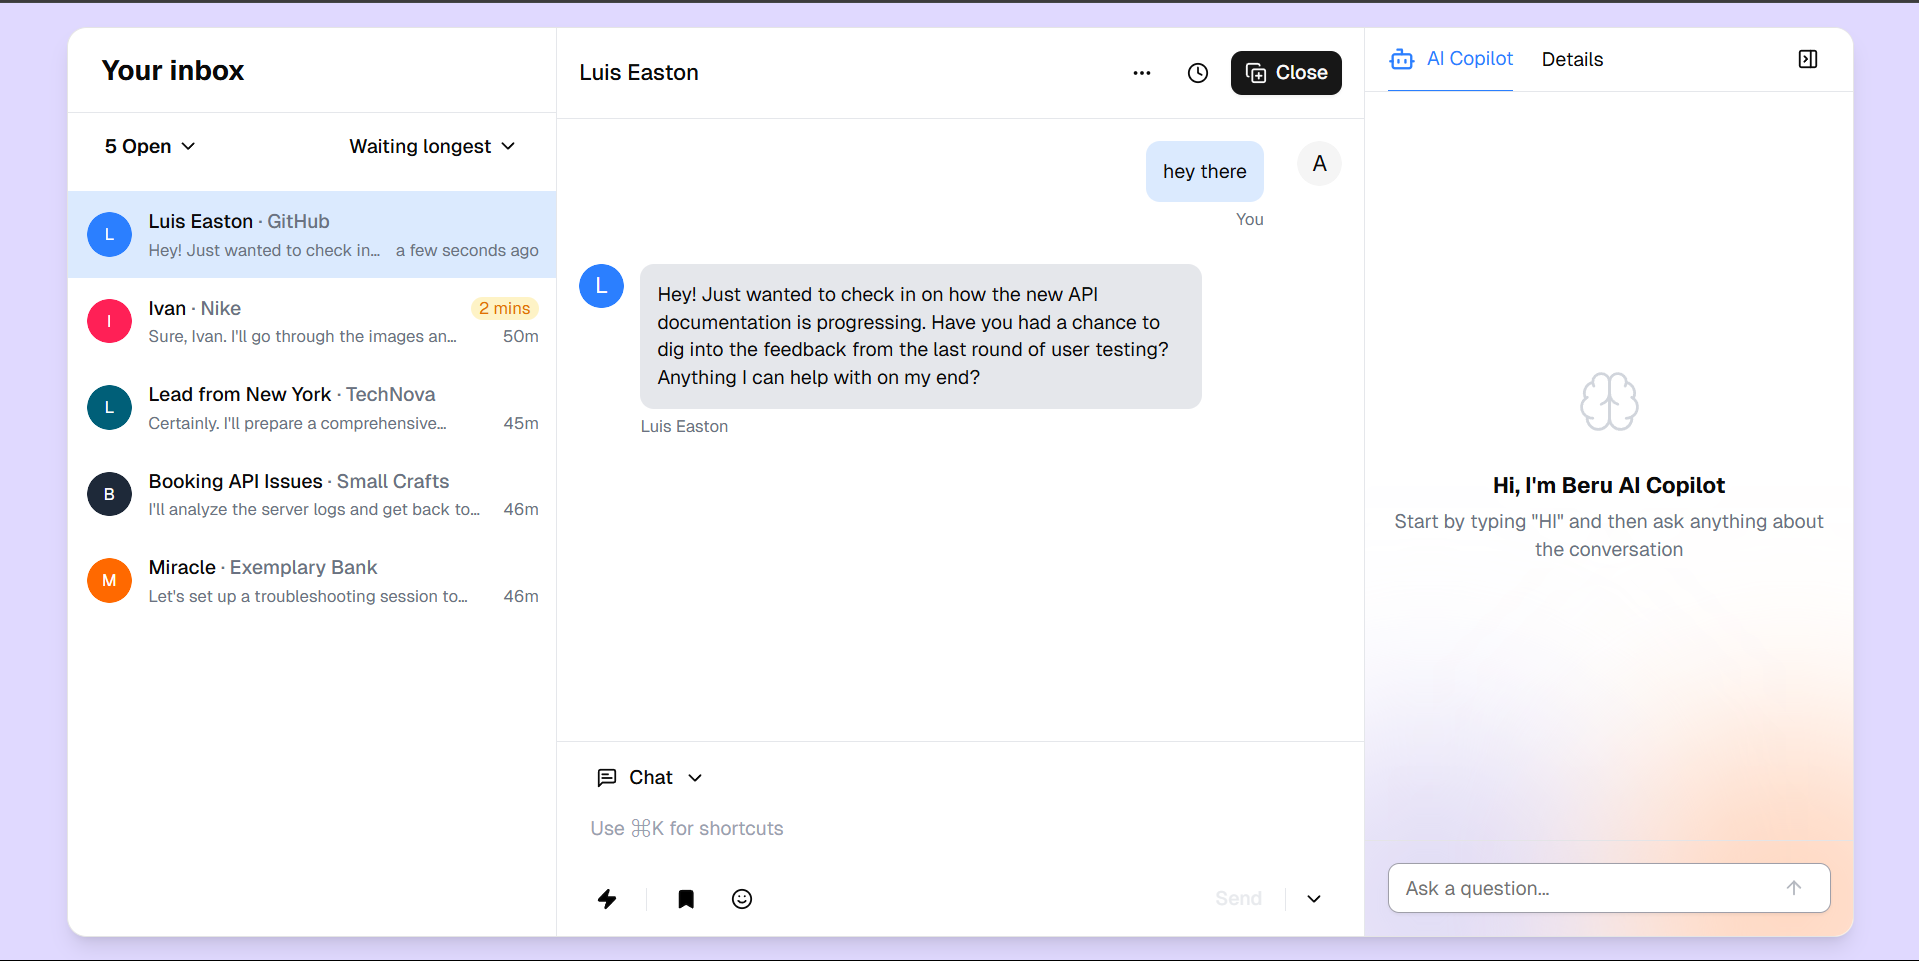 Your inbox
5 Open
Waiting longest
L
Luis Easton · GitHub
Hey! Just wanted to check in...
a few seconds ago
I
Ivan · Nike
2 mins
Sure, Ivan. I'll go through the images an...
50m
L
Lead from New York · TechNova
Certainly. I'll prepare a comprehensive...
45m
B
Booking API Issues · Small Crafts
I'll analyze the server logs and get back to...
46m
M
Miracle · Exemplary Bank
Let's set up a troubleshooting session to...
46m
Luis Easton
Close
hey there
A
You
L
Hey! Just wanted to check in on how the new API
documentation is progressing. Have you had a chance to
dig into the feedback from the last round of user testing?
Anything I can help with on my end?
Luis Easton
Chat
Use ⌘K for shortcuts
Send
AI Copilot
Details
Hi, I'm Beru AI Copilot
Start by typing "HI" and then ask anything about
the conversation
Ask a question...